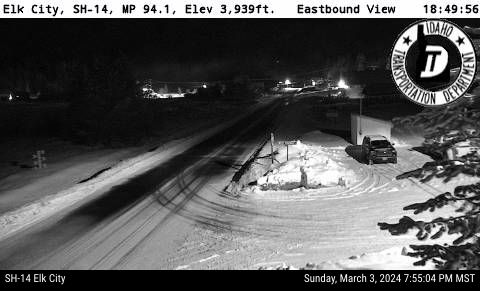 Elk City, SH-14, MP 94.1, Elev 3,939ft. Eastbound View 18:49:56
IDAHO
TRANSPORTATION DEPARTMENT
SH-14 Elk City Sunday, March 3, 2024 7:55:04 PM MST